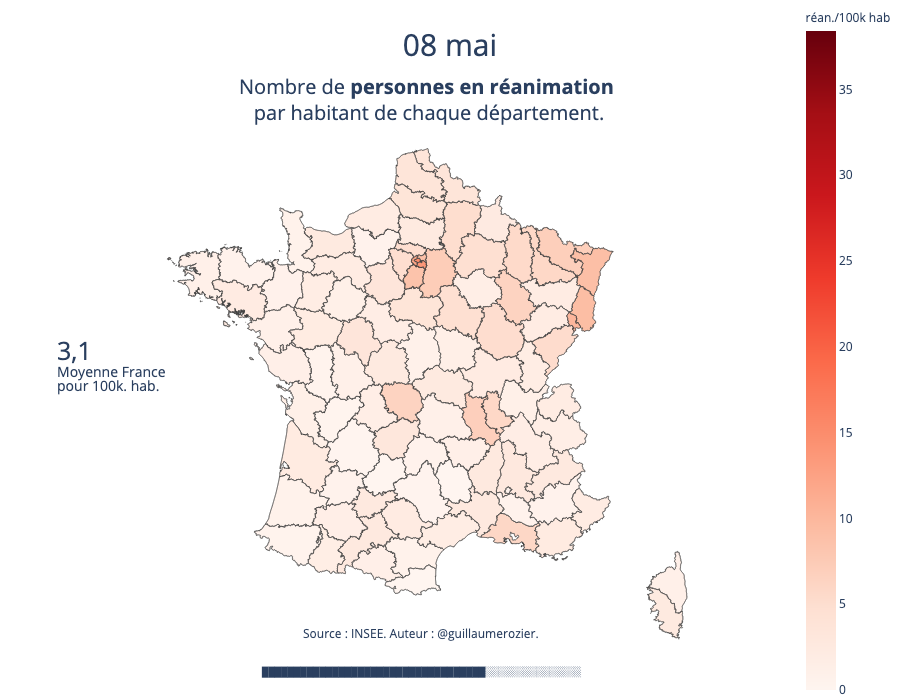 réan./100k hab
08 mai
Nombre de personnes en réanimation
par habitant de chaque département.
35
30
25
20
15
10
5
0
3,1
Moyenne France
pour 100k. hab.
Source : INSEE. Auteur : @guillaumerozier.